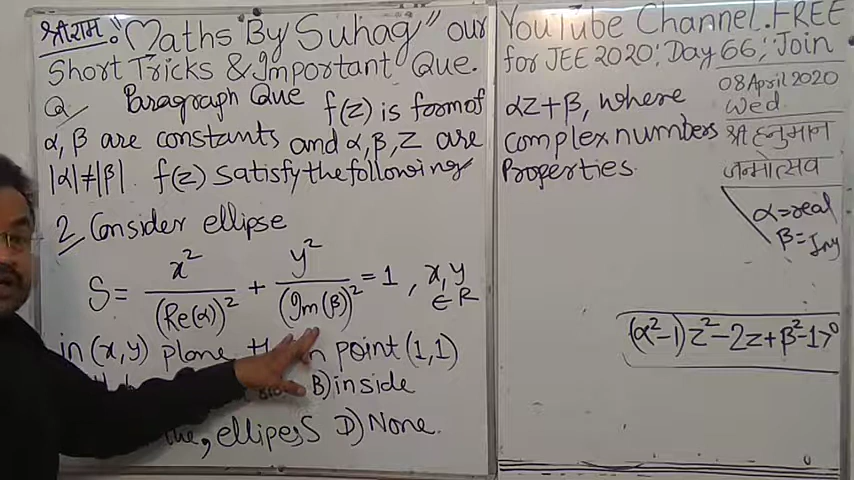 श्रीराम "Maths By Suhag" our
Short Tricks & Important Que.
Q Paragraph Que f(z) is form of
α, β are constants and α, β, Z are
|α|≠|β|. f(z) Satisfy the following
2 Consider ellipse
S= x²/(Re(α))² + y²/(Im(β))² = 1, x,y ∈ R
in (x,y) plane point (1,1)
B) inside
the, ellipse S D) None.
YouTube Channel. FREE
for JEE 2020; Day 66; Join
αz+β, where
complex numbers
Properties.
08 April 2020
Wed.
श्री हनुमान
जन्मोत्सव
α=real
β=Imy
(α²-1)z²-2z+β²-1>0